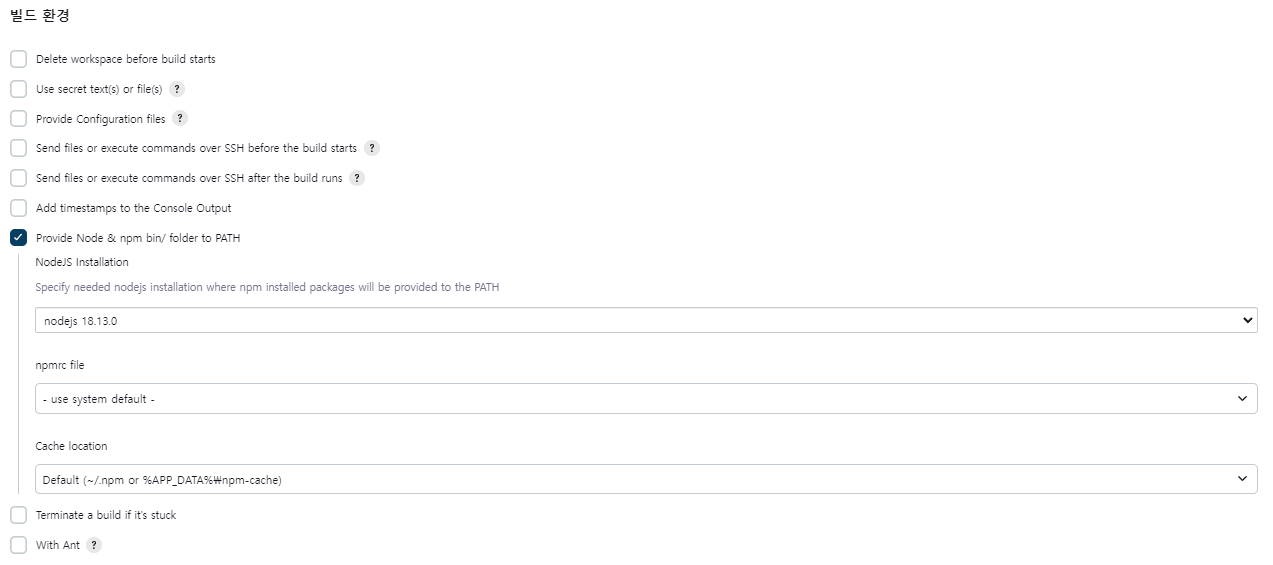 빌드 환경
Delete workspace before build starts
Use secret text(s) or file(s) ?
Provide Configuration files ?
Send files or execute commands over SSH before the build starts ?
Send files or execute commands over SSH after the build runs ?
Add timestamps to the Console Output
Provide Node & npm bin/ folder to PATH
NodeJS Installation
Specify needed nodejs installation where npm installed packages will be provided to the PATH
nodejs 18.13.0
npmrc file
- use system default -
Cache location
Default (~/.npm or %APP_DATA%₩npm-cache)
Terminate a build if it's stuck
With Ant ?